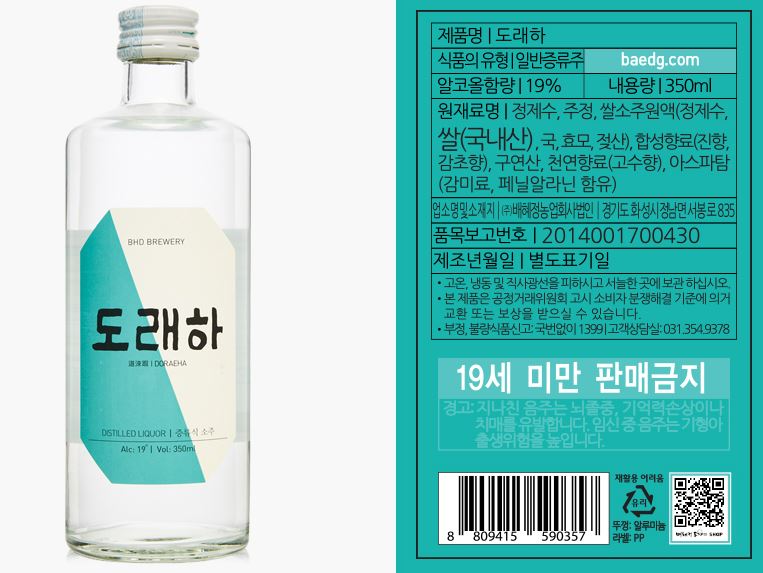 BHD BREWERY
도래하
道淶嘏 | DORAEHA
DISTILLED LIQUOR | 증류식 소주
Alc: 19° | Vol: 350ml
제품명 | 도래하
식품의 유형 | 일반증류주
baedg.com
알코올함량 | 19%
내용량 | 350ml
원재료명 | 정제수, 주정, 쌀소주원액(정제수,
쌀(국내산), 국, 효모, 젖산), 합성향료(진향,
감초향), 구연산, 천연향료(고수향), 아스파탐
(감미료, 페닐알라닌 함유)
업소명 및 소재지 | ㈜배혜정농업회사법인 | 경기도 화성시 정남면 서봉로 835
품목보고번호 | 2014001700430
제조년월일 | 별도표기일
• 고온, 냉동 및 직사광선을 피하시고 서늘한 곳에 보관 하십시오.
• 본 제품은 공정거래위원회 고시 소비자 분쟁해결 기준에 의거
교환 또는 보상을 받으실 수 있습니다.
• 부정, 불량식품신고: 국번없이 1399 | 고객상담실: 031.354.9378
19세 미만 판매금지
경고: 지나친 음주는 뇌졸중, 기억력손상이나
치매를 유발합니다. 임신 중 음주는 기형아
출생위험을 높입니다.
8 809415 590357
재활용 어려움
유리
뚜껑: 알루미늄
라벨: PP
SHOP